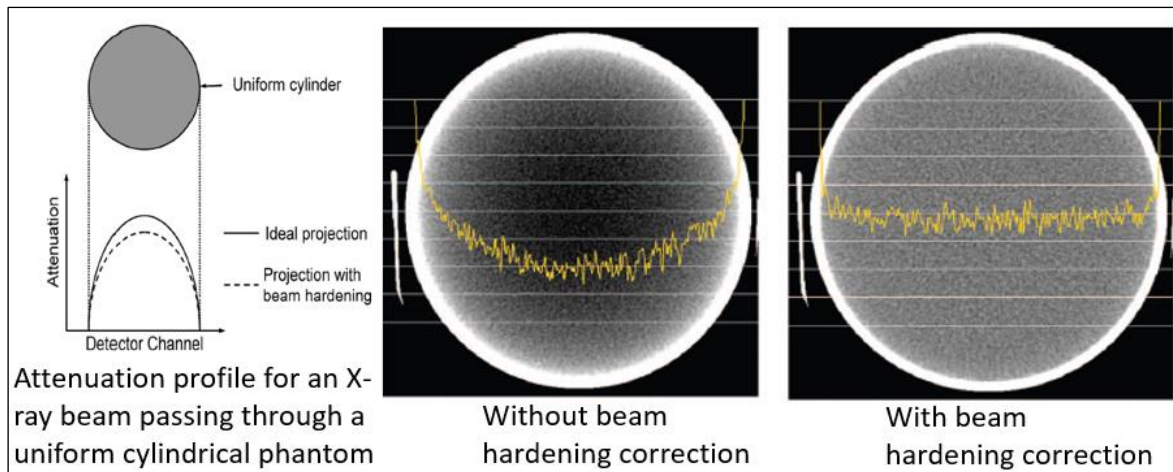 Uniform cylinder
Attenuation
Ideal projection
Projection with
beam hardening
Detector Channel
Attenuation profile for an X-
ray beam passing through a
uniform cylindrical phantom
Without beam
hardening correction
With beam
hardening correction